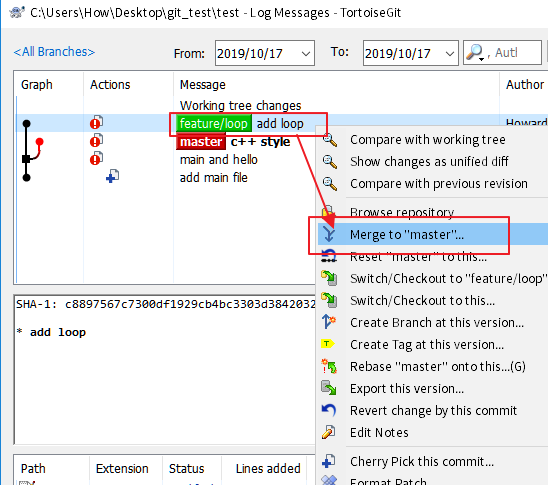 C:\Users\How\Desktop\git_test\test - Log Messages - TortoiseGit
<All Branches> From: 2019/10/17 To: 2019/10/17
Graph Actions Message Author
Working tree changes
feature/loop add loop Howard
master c++ style
main and hello
add main file
Compare with working tree
Show changes as unified diff
Compare with previous revision
Browse repository
Merge to "master"...
Reset "master" to this...
Switch/Checkout to "feature/loop"
Switch/Checkout to this...
Create Branch at this version...
Create Tag at this version...
Rebase "master" onto this...(G)
Export this version...
Revert change by this commit
Edit Notes
Cherry Pick this commit...
Format Patch
SHA-1: c8897567c7300df1929cb4bc3303d3842032
* add loop
Path Extension Status Lines added